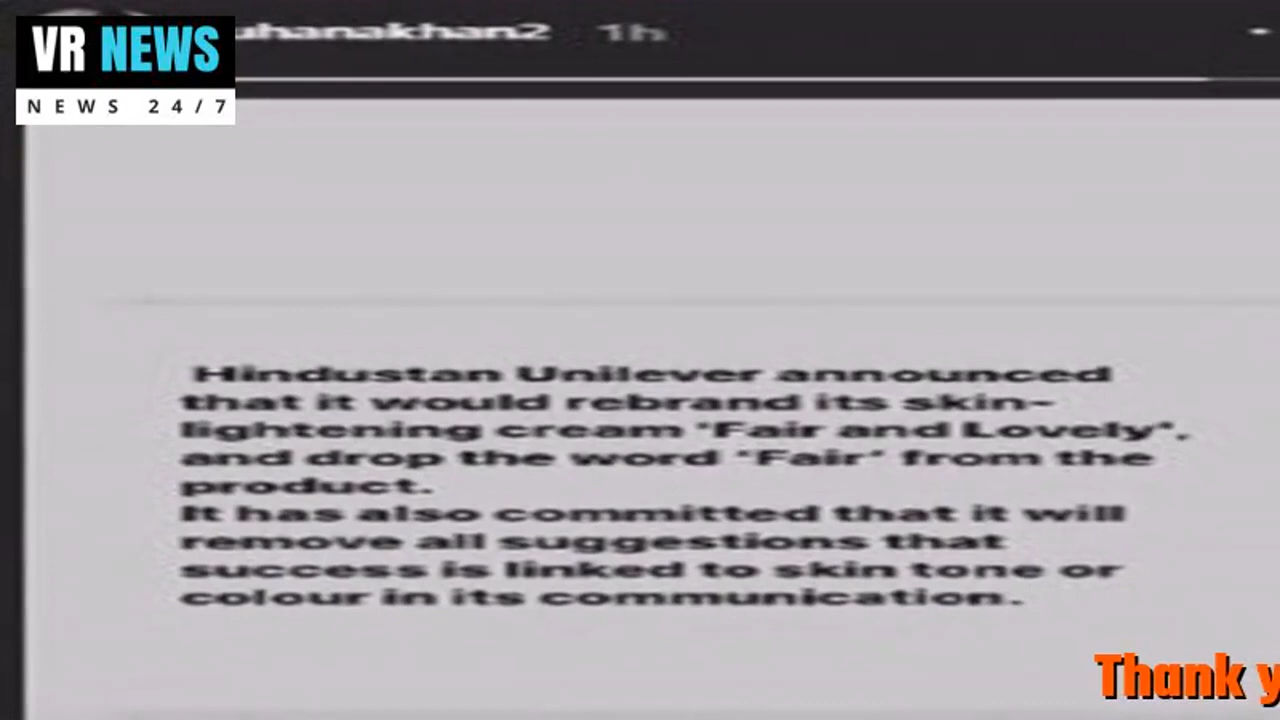 VR NEWS
NEWS 24/7
uhanakhan2 1h
Hindustan Unilever announced
that it would rebrand its skin-
lightening cream 'Fair and Lovely',
and drop the word 'Fair' from the
product.
It has also committed that it will
remove all suggestions that
success is linked to skin tone or
colour in its communication.
Thank y